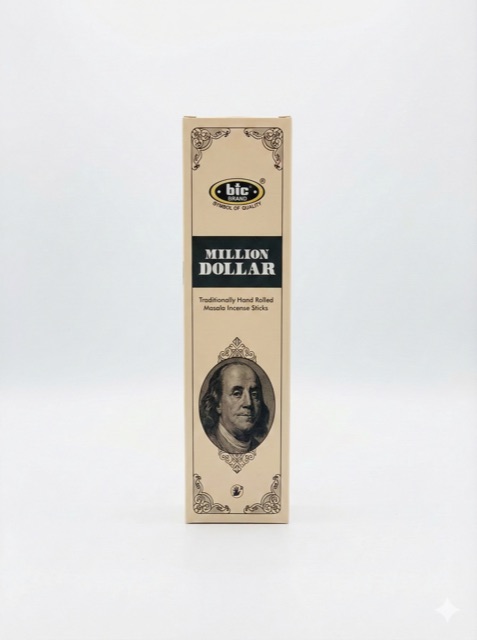 bic®
BRAND
SYMBOL OF QUALITY
MILLION
DOLLAR
Traditionally Hand Rolled
Masala Incense Sticks